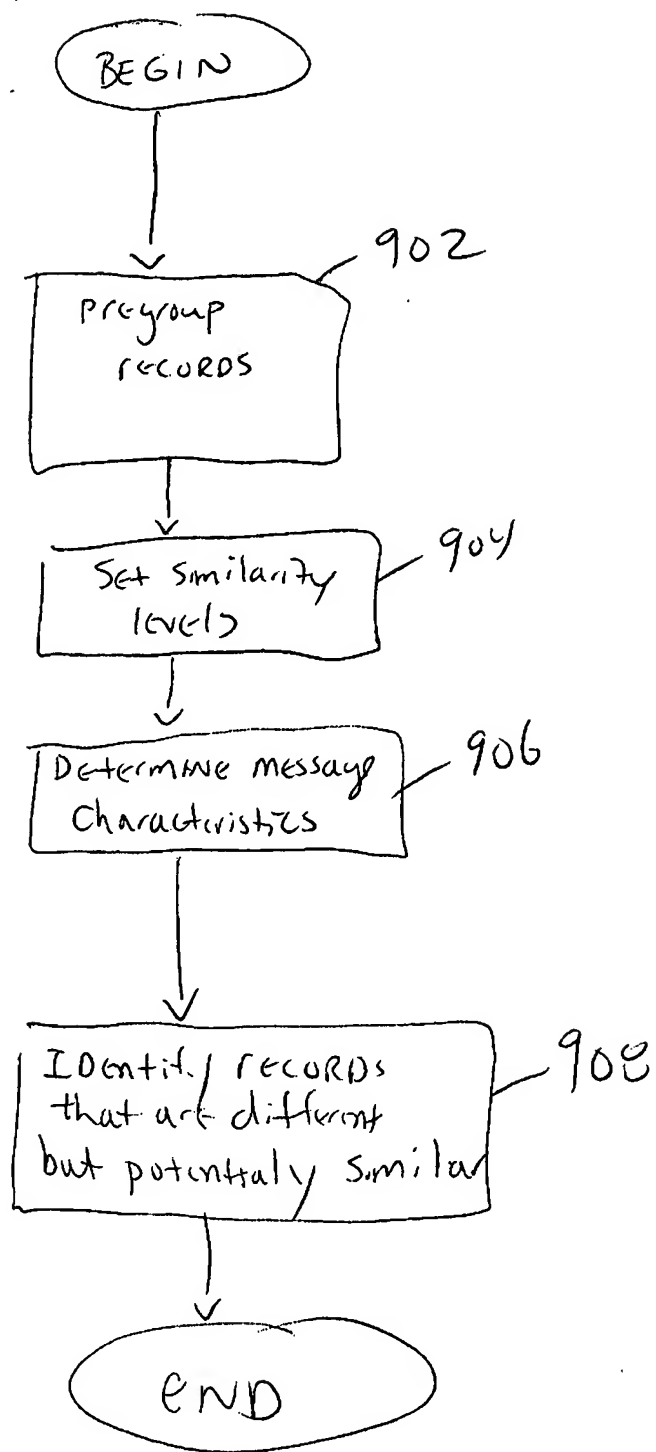 BEGIN
902
pregroup
RECORDS
904
Set Similarity
levels
906
Determine message
Characteristics
908
IDentify RECORDS
that are different
but potentialy similar
END